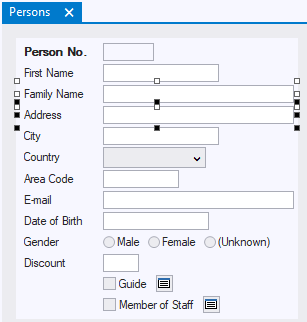 Persons
Person No.
First Name
Family Name
Address
City
Country
Area Code
E-mail
Date of Birth
Gender Male Female (Unknown)
Discount
Guide
Member of Staff